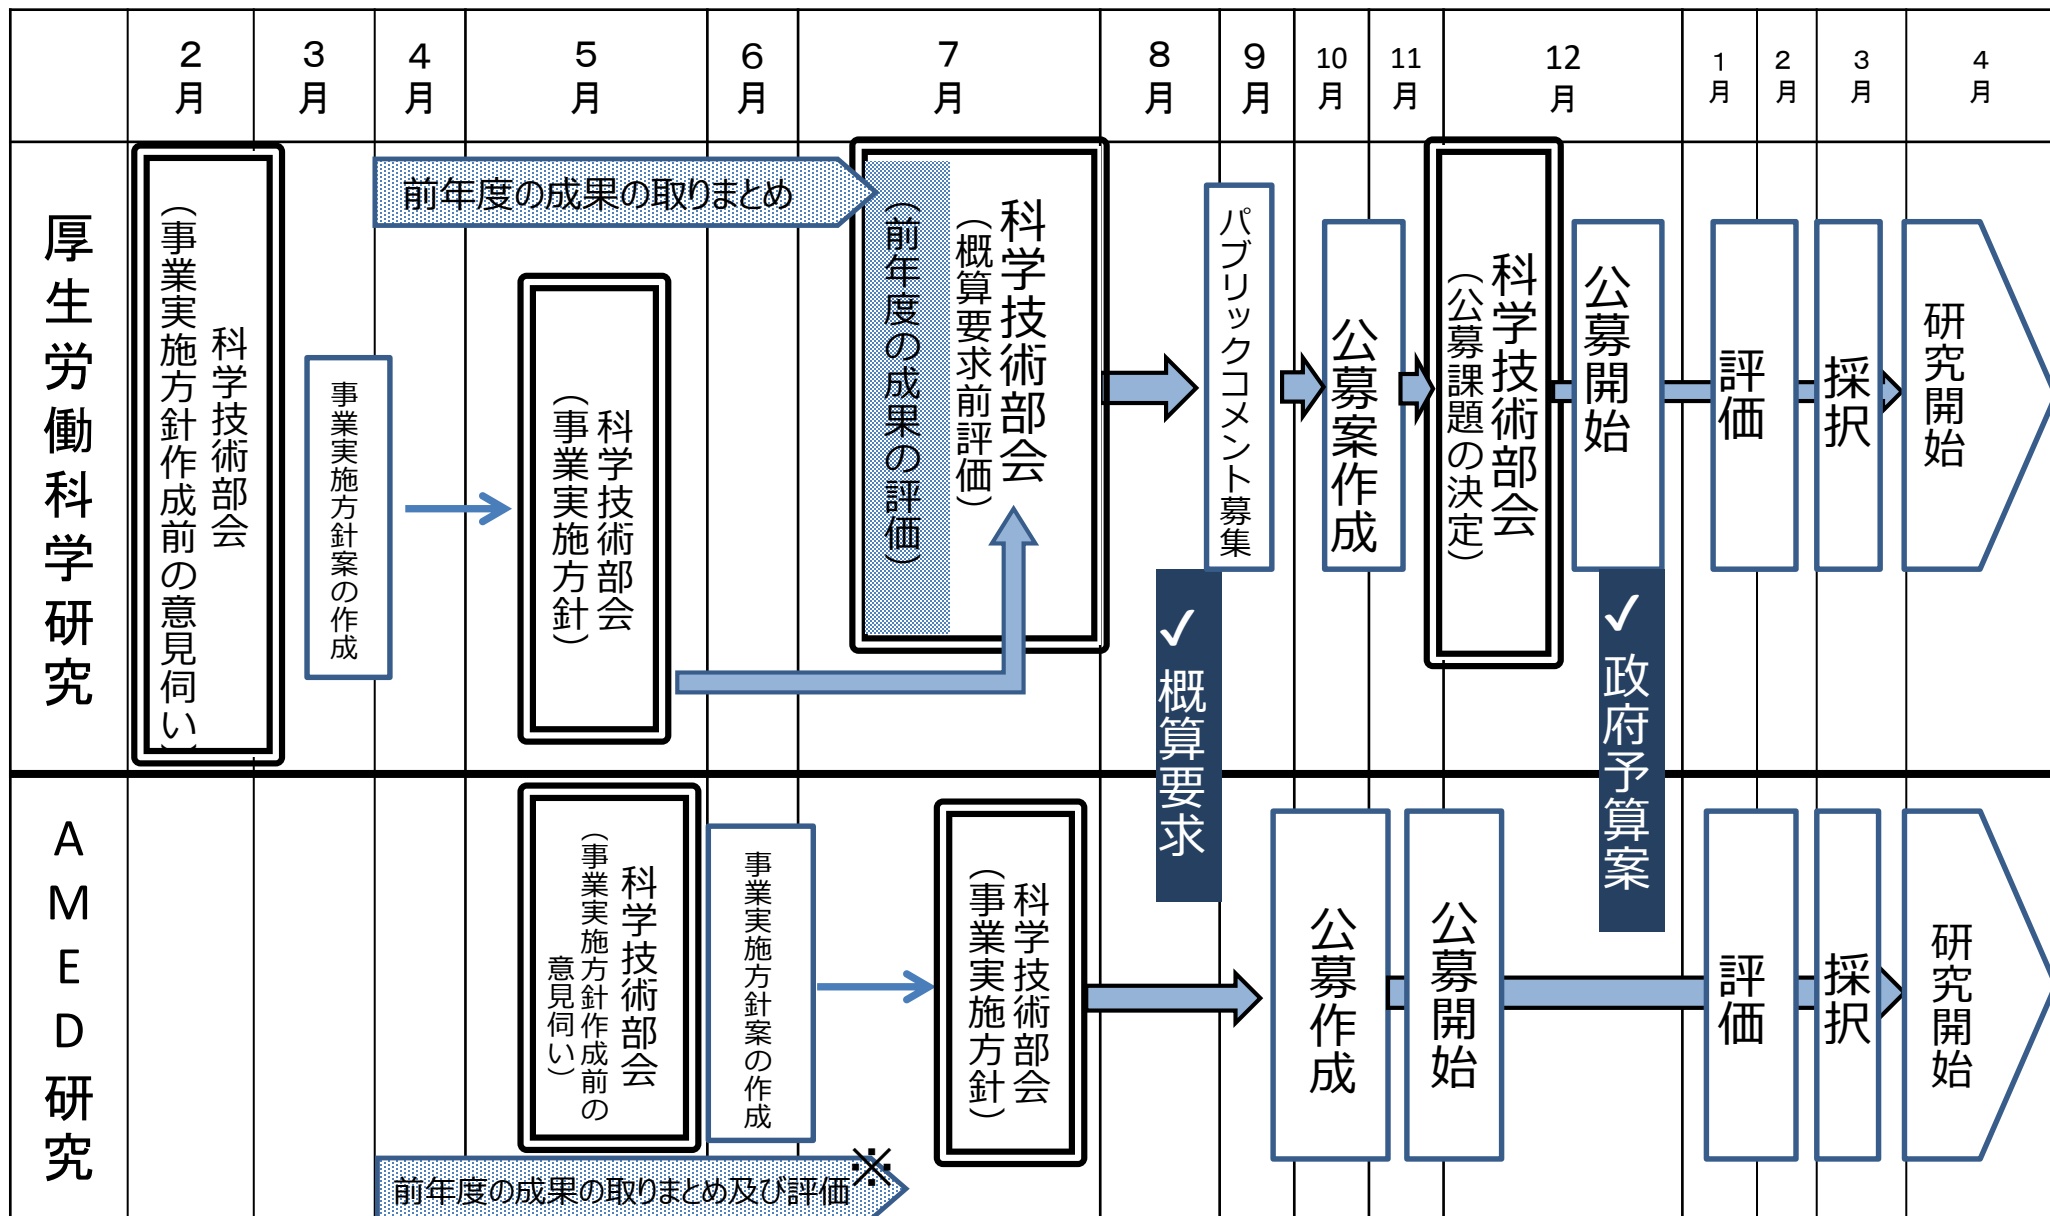 2月
3月
4月
5月
6月
7月
8月
9月
10月
11月
12月
1月
2月
3月
4月
厚生労働科学研究
科学技術部会
（事業実施方針作成前の意見伺い）
事業実施方針案の作成
前年度の成果の取りまとめ
科学技術部会
（事業実施方針）
科学技術部会
（概算要求前評価）
（前年度の成果の評価）
パブリックコメント募集
✓概算要求
公募案作成
科学技術部会
（公募課題の決定）
公募開始
✓政府予算案
評価
採択
研究開始
AMED研究
科学技術部会
（事業実施方針作成前の
意見伺い）
事業実施方針案の作成
前年度の成果の取りまとめ及び評価※
科学技術部会
（事業実施方針）
公募作成
公募開始
評価
採択
研究開始